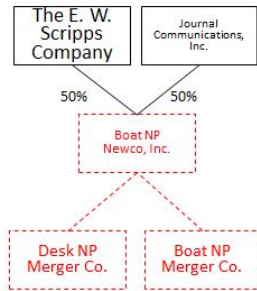 The E. W.
Scripps
Company
Journal
Communications,
Inc.
50%
50%
Boat NP
Newco, Inc.
Desk NP
Merger Co.
Boat NP
Merger Co.